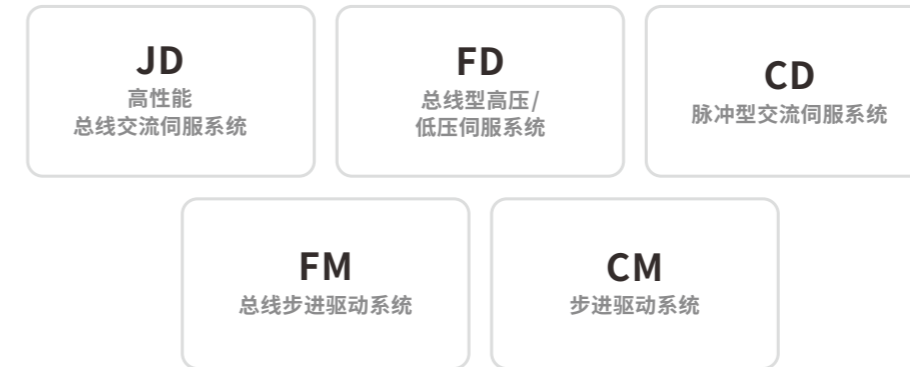 JD
高性能
总线交流伺服系统
FD
总线型高压/
低压伺服系统
CD
脉冲型交流伺服系统
FM
总线步进驱动系统
CM
步进驱动系统